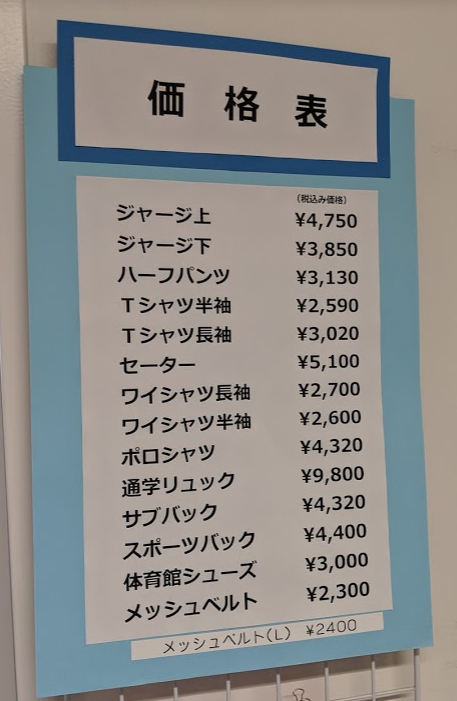 価格表
(税込み価格)
ジャージ上 ¥4,750
ジャージ下 ¥3,850
ハーフパンツ ¥3,130
Tシャツ半袖 ¥2,590
Tシャツ長袖 ¥3,020
セーター ¥5,100
ワイシャツ長袖 ¥2,700
ワイシャツ半袖 ¥2,600
ポロシャツ ¥4,320
通学リュック ¥9,800
サブバック ¥4,320
スポーツバック ¥4,400
体育館シューズ ¥3,000
メッシュベルト ¥2,300
メッシュベルト(L) ¥2400